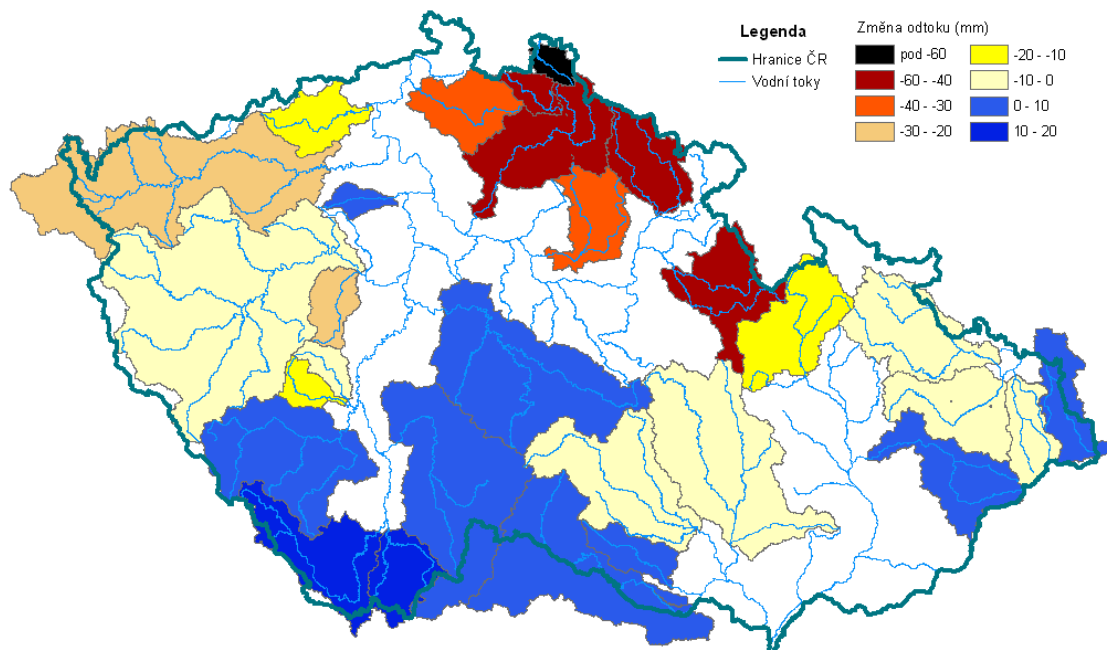 Legenda
Hranice ČR
Vodní toky
Změna odtoku (mm)
pod -60
-60 - -40
-40 - -30
-30 - -20
-20 - -10
-10 - 0
0 - 10
10 - 20